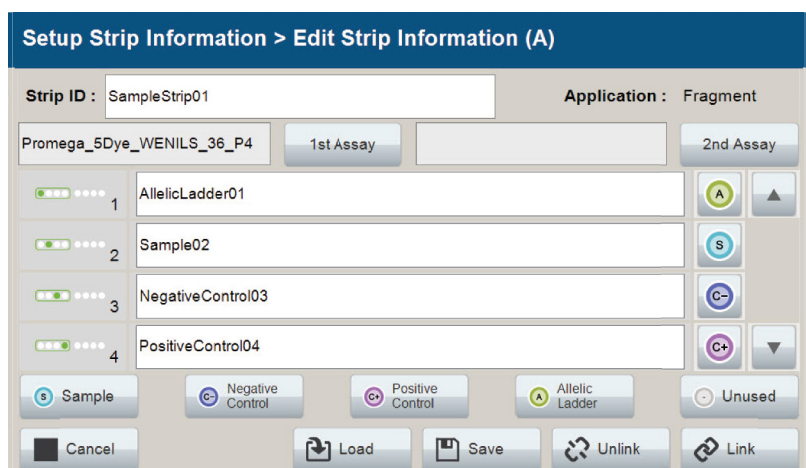 Setup Strip Information > Edit Strip Information (A)
Strip ID : SampleStrip01 Application : Fragment
Promega_5Dye_WENILS_36_P4 1st Assay 2nd Assay
1 AllelicLadder01 A
2 Sample02 S
3 NegativeControl03 C-
4 PositiveControl04 C+
S Sample C- Negative Control C+ Positive Control A Allelic Ladder - Unused
Cancel Load Save Unlink Link